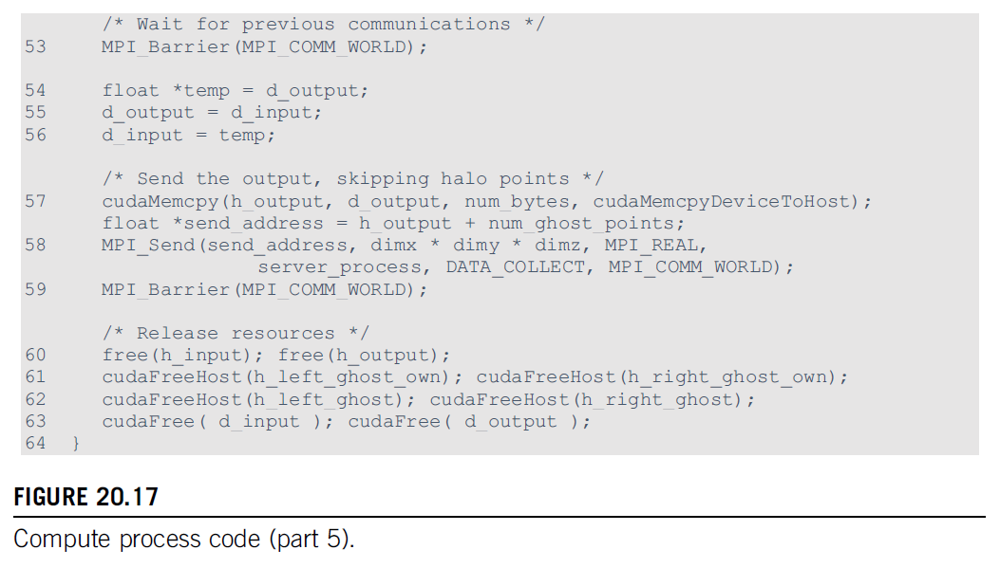 /* Wait for previous communications */
53 MPI_Barrier(MPI_COMM_WORLD);
54 float *temp = d_output;
55 d_output = d_input;
56 d_input = temp;
/* Send the output, skipping halo points */
57 cudaMemcpy(h_output, d_output, num_bytes, cudaMemcpyDeviceToHost);
float *send_address = h_output + num_ghost_points;
58 MPI_Send(send_address, dimx * dimy * dimz, MPI_REAL,
server_process, DATA_COLLECT, MPI_COMM_WORLD);
59 MPI_Barrier(MPI_COMM_WORLD);
/* Release resources */
60 free(h_input); free(h_output);
61 cudaFreeHost(h_left_ghost_own); cudaFreeHost(h_right_ghost_own);
62 cudaFreeHost(h_left_ghost); cudaFreeHost(h_right_ghost);
63 cudaFree( d_input ); cudaFree( d_output );
64 }
FIGURE 20.17
Compute process code (part 5).